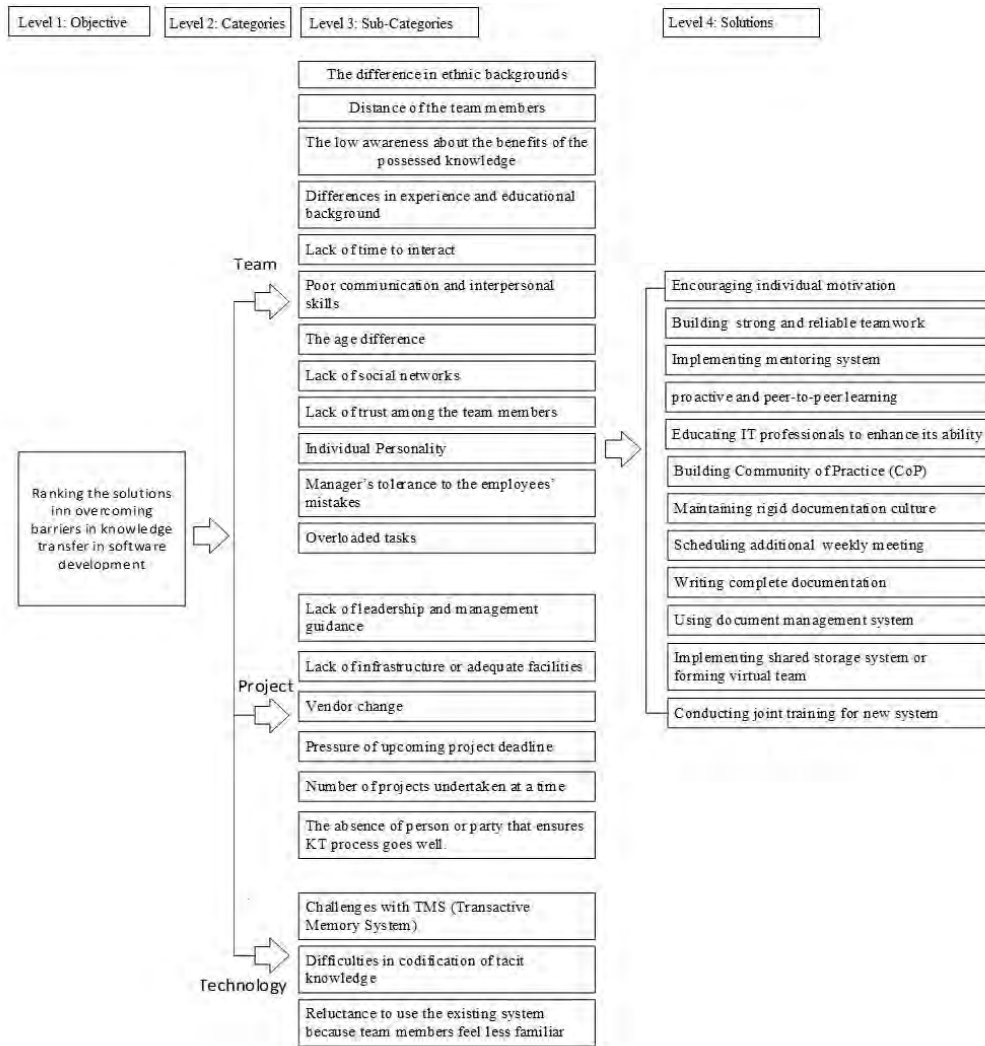 Level 1: Objective
Level 2: Categories
Level 3: Sub-Categories
Level 4: Solutions
Ranking the solutions
inn overcoming
barriers in knowledge
transfer in software
development
Team
The difference in ethnic backgrounds
Distance of the team members
The low awareness about the benefits of the
possessed knowledge
Differences in experience and educational
background
Lack of time to interact
Poor communication and interpersonal
skills
The age difference
Lack of social networks
Lack of trust among the team members
Individual Personality
Manager's tolerance to the employees'
mistakes
Overloaded tasks
Project
Lack of leadership and management
guidance
Lack of infrastructure or adequate facilities
Vendor change
Pressure of upcoming project deadline
Number of projects undertaken at a time
The absence of person or party that ensures
KT process goes well.
Technology
Challenges with TMS (Transactive
Memory System)
Difficulties in codification of tacit
knowledge
Reluctance to use the existing system
because team members feel less familiar
Encouraging individual motivation
Building strong and reliable teamwork
Implementing mentoring system
proactive and peer-to-peer learning
Educating IT professionals to enhance its ability
Building Community of Practice (CoP)
Maintaining rigid documentation culture
Scheduling additional weekly meeting
Writing complete documentation
Using document management system
Implementing shared storage system or
forming virtual team
Conducting joint training for new system